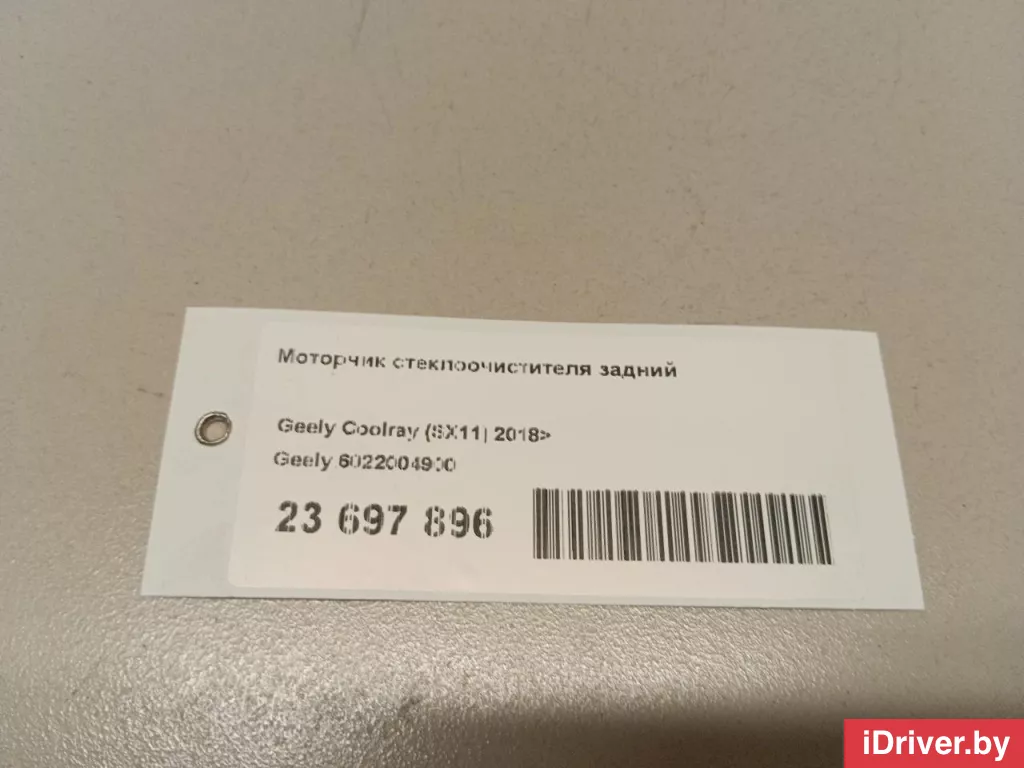 Моторчик стеклоочистителя задний
Geely Coolray (SX11) 2018>
Geely 6022004900
23 697 896
iDriver.by